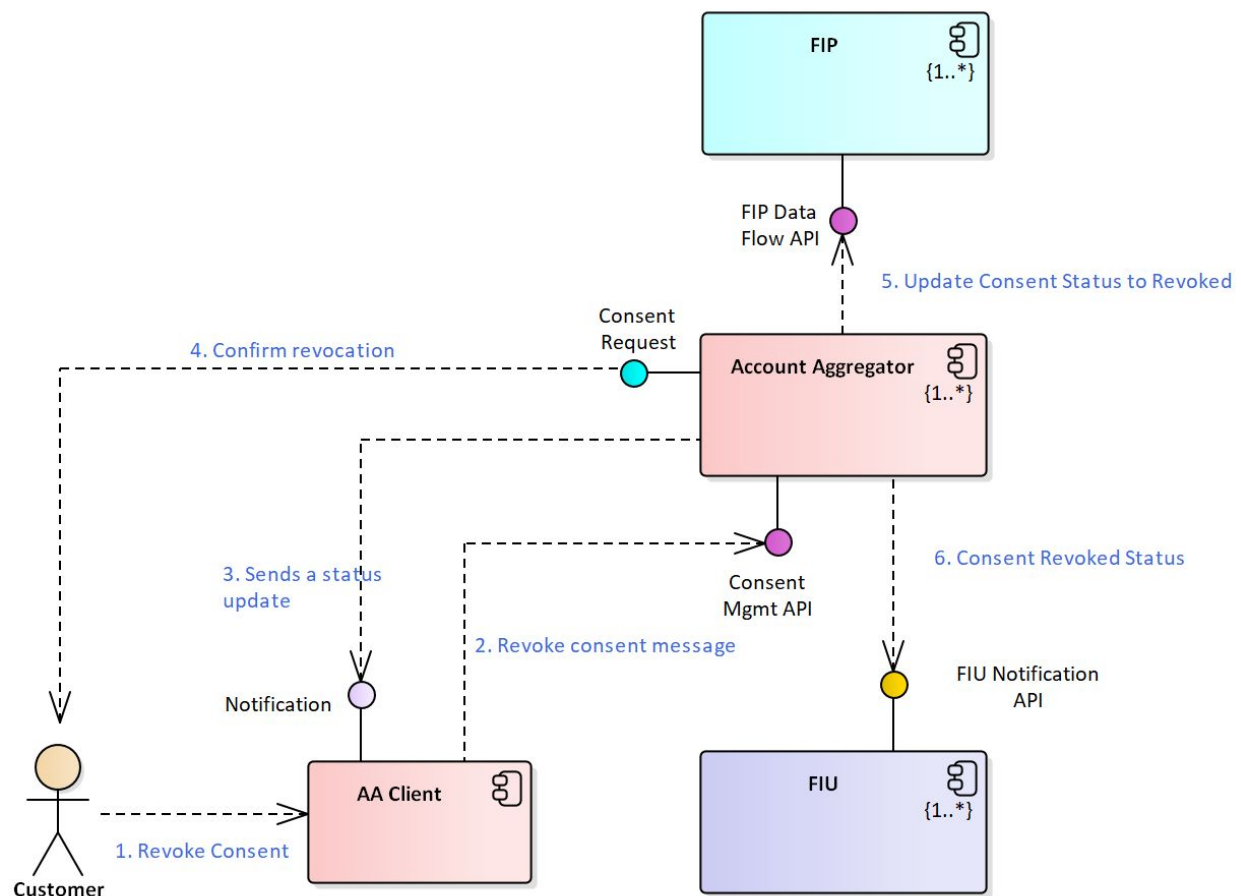 FIP
{1..*}
FIP Data
Flow API
5. Update Consent Status to Revoked
Consent
Request
4. Confirm revocation
Account Aggregator
{1..*}
3. Sends a status
update
Consent
Mgmt API
6. Consent Revoked Status
2. Revoke consent message
Notification
FIU Notification
API
AA Client
FIU
{1..*}
1. Revoke Consent
Customer